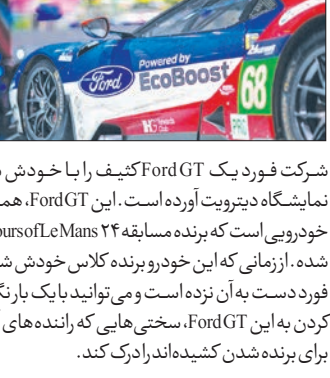 Powered by
Ford EcoBoost
68
شرکت فورد یک Ford GT کثیف را با خودش
نمایشگاه دیترویت آورده است. این Ford GT، هم
خودرویی است که برنده مسابقه ۲۴ oursofLeMans
شده. از زمانی که این خودرو برنده کلاس خودش ش
فورد دست به آن نزده است و می‌توانید با یک بار نگ
کردن به این Ford GT، سختی‌هایی که راننده‌های
برای برنده شدن کشیده‌اند را درک کند.